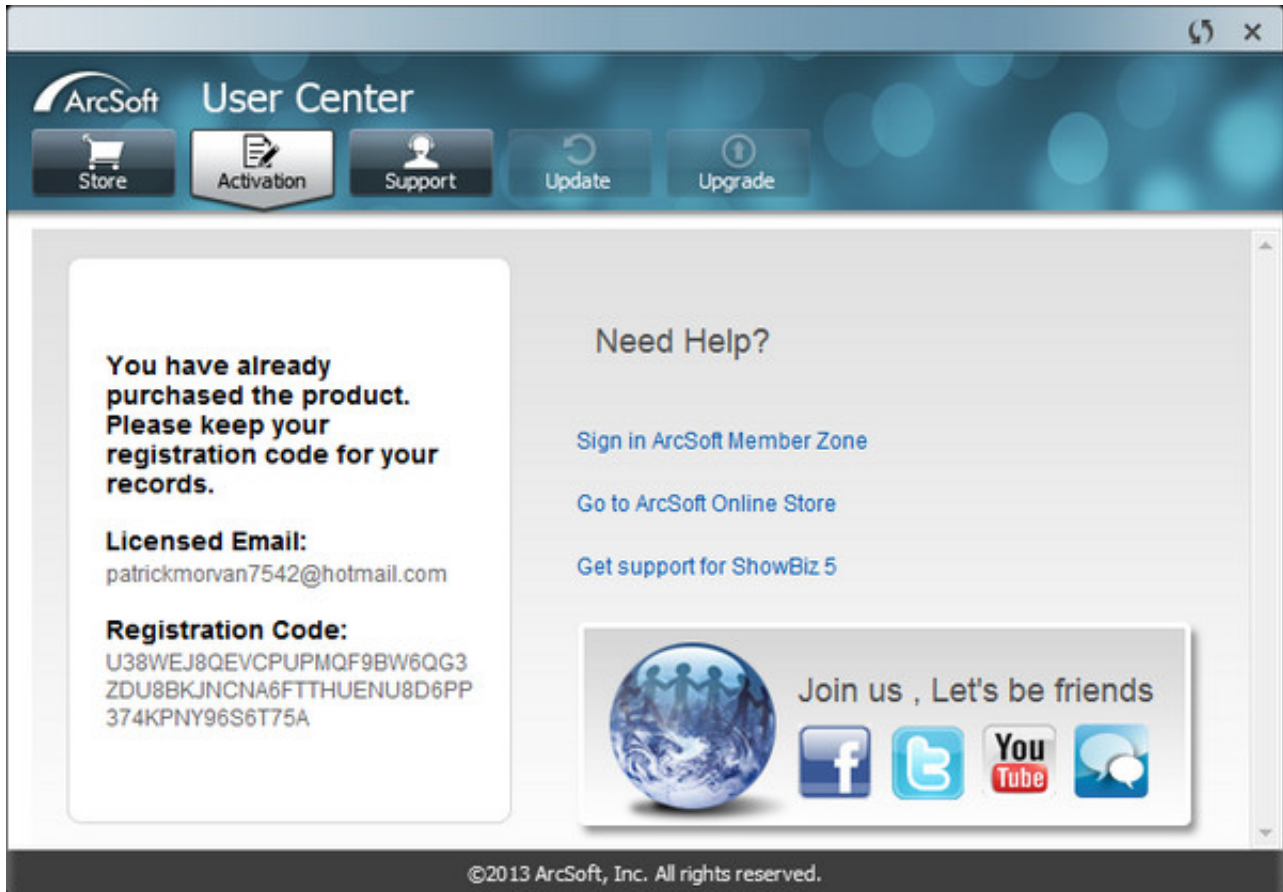 ArcSoft User Center
Store
Activation
Support
Update
Upgrade
You have already
purchased the product.
Please keep your
registration code for your
records.
Licensed Email:
patrickmorvan7542@hotmail.com
Registration Code:
U38WEJ8QEVCPUPMQF9BW6QG3
ZDU8BKJNCNA6FTTHUENU8D6PP
374KPNY96S6T75A
Need Help?
Sign in ArcSoft Member Zone
Go to ArcSoft Online Store
Get support for ShowBiz 5
Join us , Let's be friends
f
t
You
Tube
©2013 ArcSoft, Inc. All rights reserved.